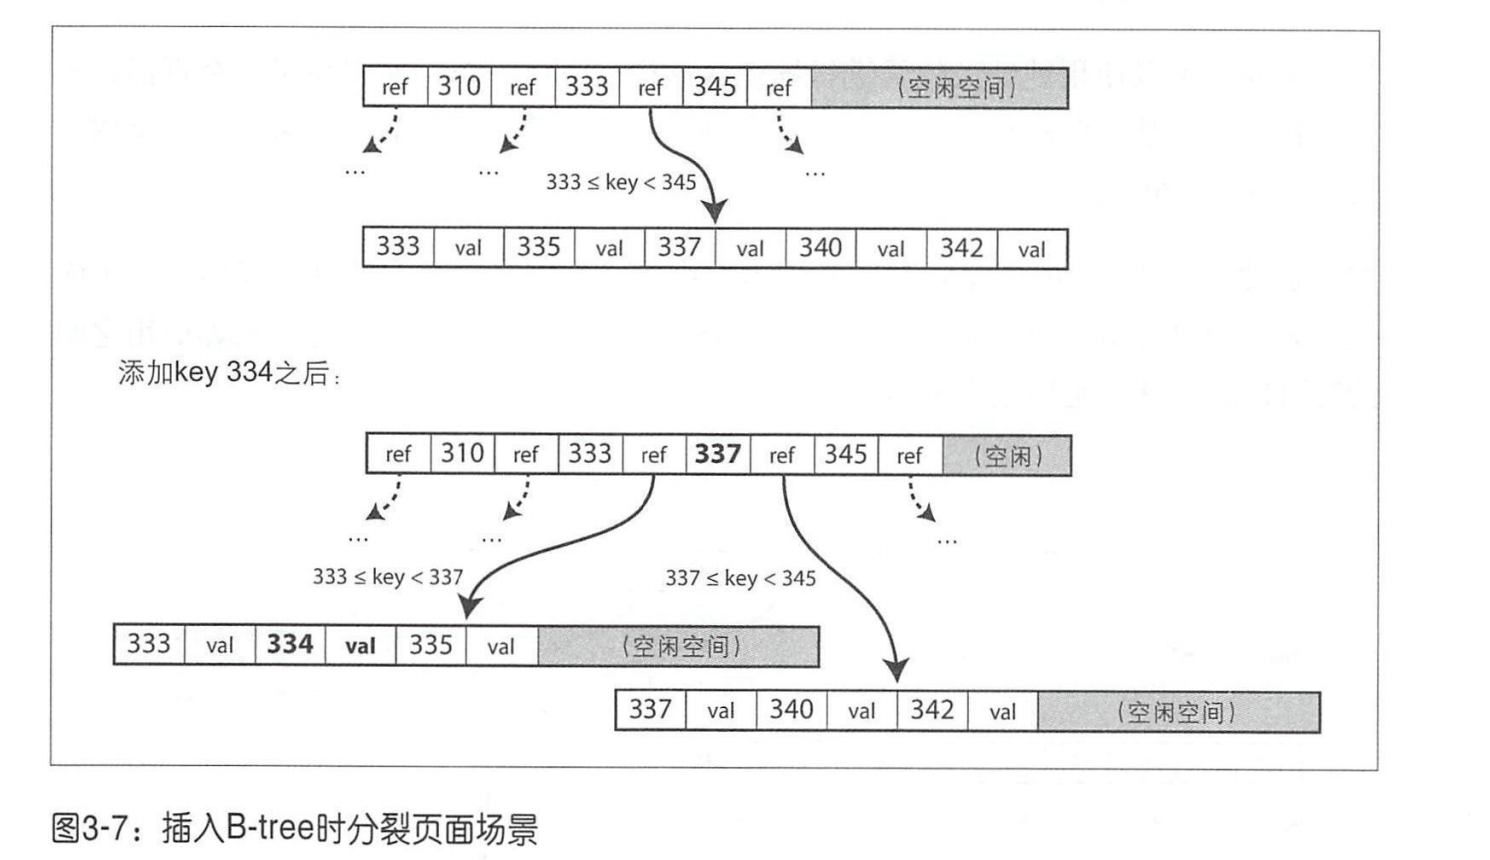 ref 310 ref 333 ref 345 ref (空闲空间)
... ... ...
333 ≤ key < 345
333 val 335 val 337 val 340 val 342 val
添加key 334之后:
ref 310 ref 333 ref 337 ref 345 ref (空闲)
... ... ...
333 ≤ key < 337 337 ≤ key < 345
333 val 334 val 335 val (空闲空间)
337 val 340 val 342 val (空闲空间)
图3-7：插入B-tree时分裂页面场景